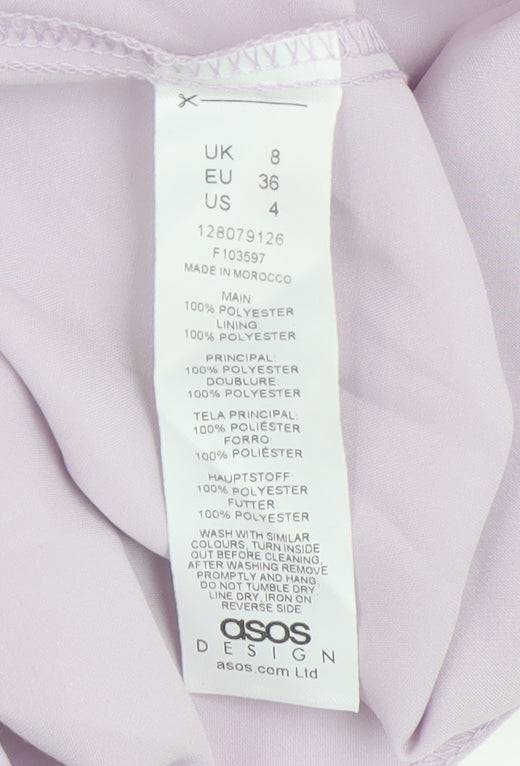 UK 8
EU 36
US 4
128079126
F103597
MADE IN MOROCCO
MAIN:
100% POLYESTER
LINING:
100% POLYESTER
PRINCIPAL:
100% POLYESTER
DOUBLURE:
100% POLYESTER
TELA PRINCIPAL:
100% POLIÉSTER
FORRO:
100% POLIÉSTER
HAUPTSTOFF:
100% POLYESTER
FUTTER:
100% POLYESTER
WASH WITH SIMILAR
COLOURS, TURN INSIDE
OUT BEFORE CLEANING,
AFTER WASHING REMOVE
PROMPTLY AND HANG,
DO NOT TUMBLE DRY,
LINE DRY, IRON ON
REVERSE SIDE
asos
DESIGN
asos.com Ltd